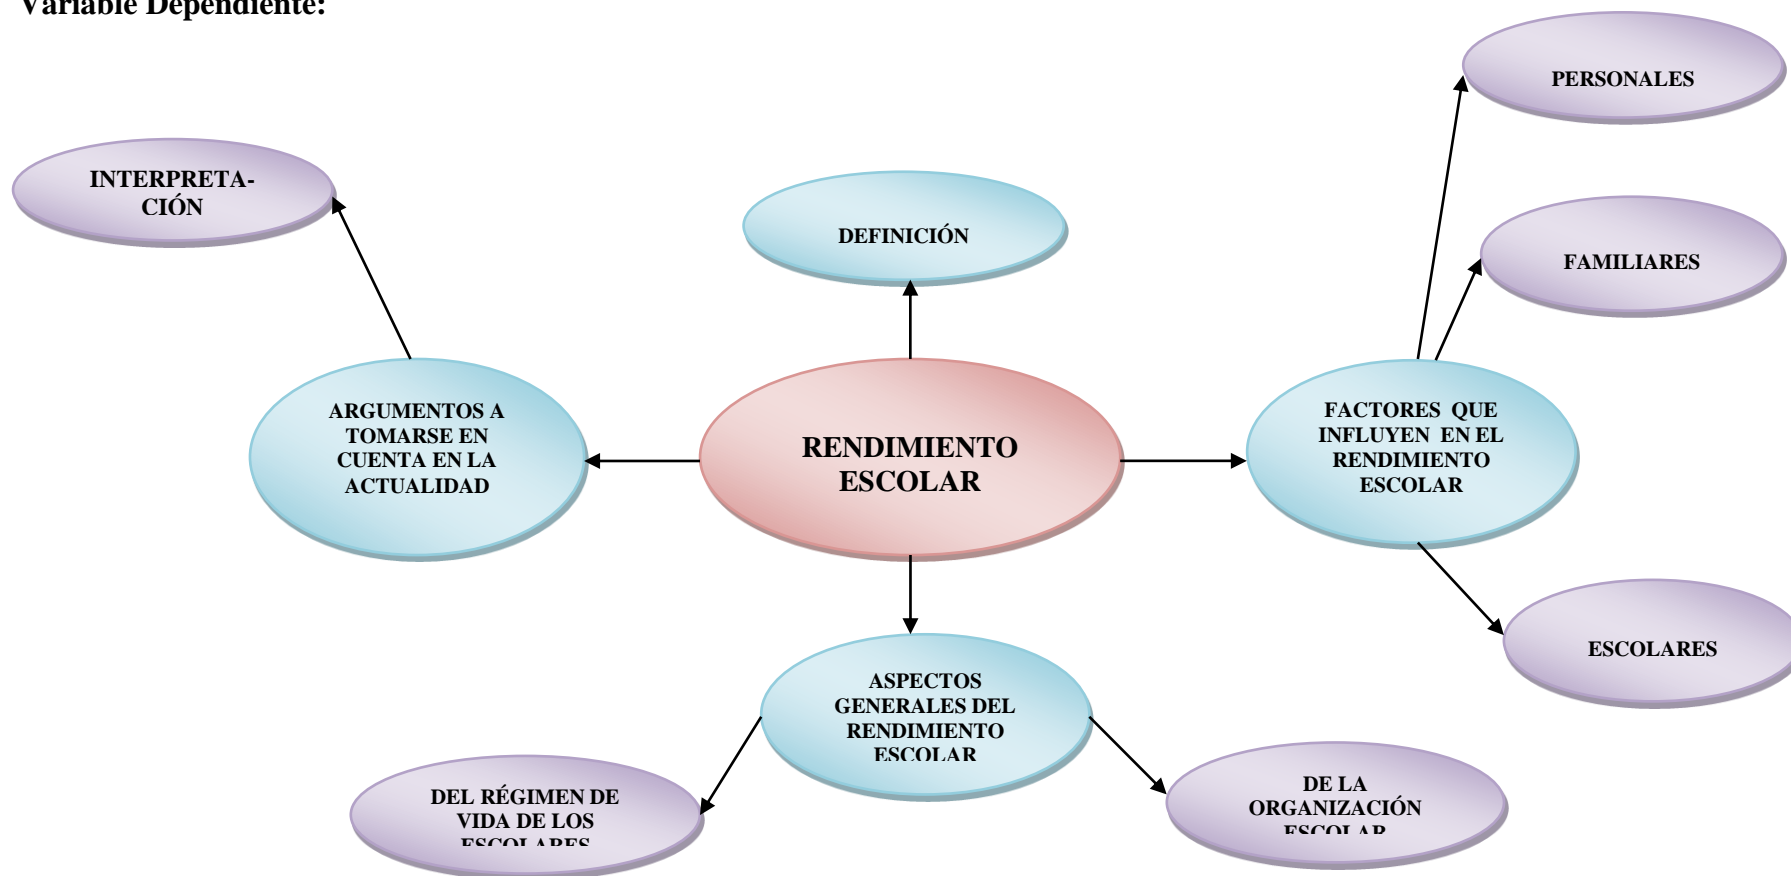 Variable Dependiente:
PERSONALES
INTERPRETA-
CIÓN
DEFINICIÓN
FAMILIARES
ARGUMENTOS A
TOMARSE EN
CUENTA EN LA
ACTUALIDAD
RENDIMIENTO
ESCOLAR
FACTORES QUE
INFLUYEN EN EL
RENDIMIENTO
ESCOLAR
ESCOLARES
ASPECTOS
GENERALES DEL
RENDIMIENTO
ESCOLAR
DEL RÉGIMEN DE
VIDA DE LOS
ESCOLARES
DE LA
ORGANIZACIÓN
ESCOLAR